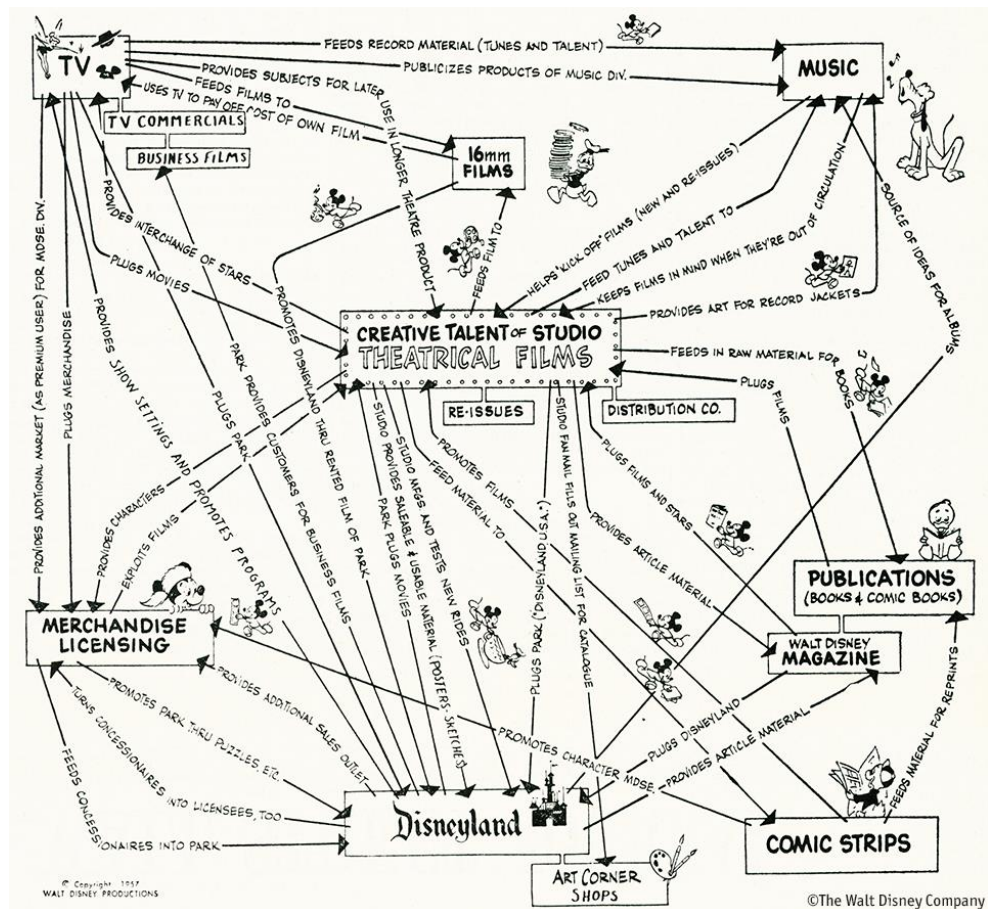 TV
TV COMMERCIALS
BUSINESS FILMS
FEEDS RECORD MATERIAL (TUNES AND TALENT)
PUBLICIZES PRODUCTS OF MUSIC DIV.
PROVIDES SUBJECTS FOR LATER USE IN LONGER THEATRE PRODUCT
FEEDS FILMS TO
USES TV TO PAY OFF COST OF OWN FILM
MUSIC
16mm
FILMS
PROVIDES INTERCHANGE OF STARS
PLUGS MOVIES
FEEDS FILM TO
HELPS "KICK OFF" FILMS (NEW AND RE-ISSUES)
FEED TUNES AND TALENT TO
KEEPS FILMS IN MIND WHEN THEY'RE OUT OF CIRCULATION
SOURCE OF IDEAS FOR ALBUMS
PROVIDES ART FOR RECORD JACKETS
CREATIVE TALENT OF STUDIO
THEATRICAL FILMS
RE-ISSUES
DISTRIBUTION CO.
FEEDS IN RAW MATERIAL FOR BOOKS
PLUGS FILMS
PROVIDES ADDITIONAL MARKET (AS PREMIUM USER) FOR MDSE. DIV.
PLUGS MERCHANDISE
PROVIDES SHOW SETTINGS AND PROMOTES PROGRAMS
PLUGS PARK
PARK PROVIDES CUSTOMERS FOR BUSINESS FILMS
PROMOTES DISNEYLAND THRU RENTED FILM OF PARK
PROVIDES CHARACTERS
EXPLOITS FILMS
PARK PLUGS MOVIES
STUDIO PROVIDES SALEABLE & USABLE MATERIAL (POSTERS-SKETCHES)
STUDIO MFGS AND TESTS NEW RIDES
FEED MATERIAL TO
PROMOTES FILMS
PLUGS PARK ("DISNEYLAND U.S.A.")
STUDIO FAN MAIL FILLS OUT MAILING LIST FOR CATALOGUE
PROVIDES ARTICLE MATERIAL
PLUGS FILMS AND STARS
PUBLICATIONS
(BOOKS & COMIC BOOKS)
WALT DISNEY
MAGAZINE
MERCHANDISE
LICENSING
PROVIDES ADDITIONAL SALES OUTLET
PROMOTES PARK THRU PUZZLES, ETC.
TURNS CONCESSIONAIRES INTO LICENSEES, TOO
FEEDS CONCESSIONAIRES INTO PARK
PROMOTES CHARACTER MDSE.
PLUGS DISNEYLAND
PROVIDES ARTICLE MATERIAL
FEEDS MATERIAL FOR REPRINTS
Disneyland
COMIC STRIPS
ART CORNER
SHOPS
© Copyright 1957
WALT DISNEY PRODUCTIONS
©The Walt Disney Company